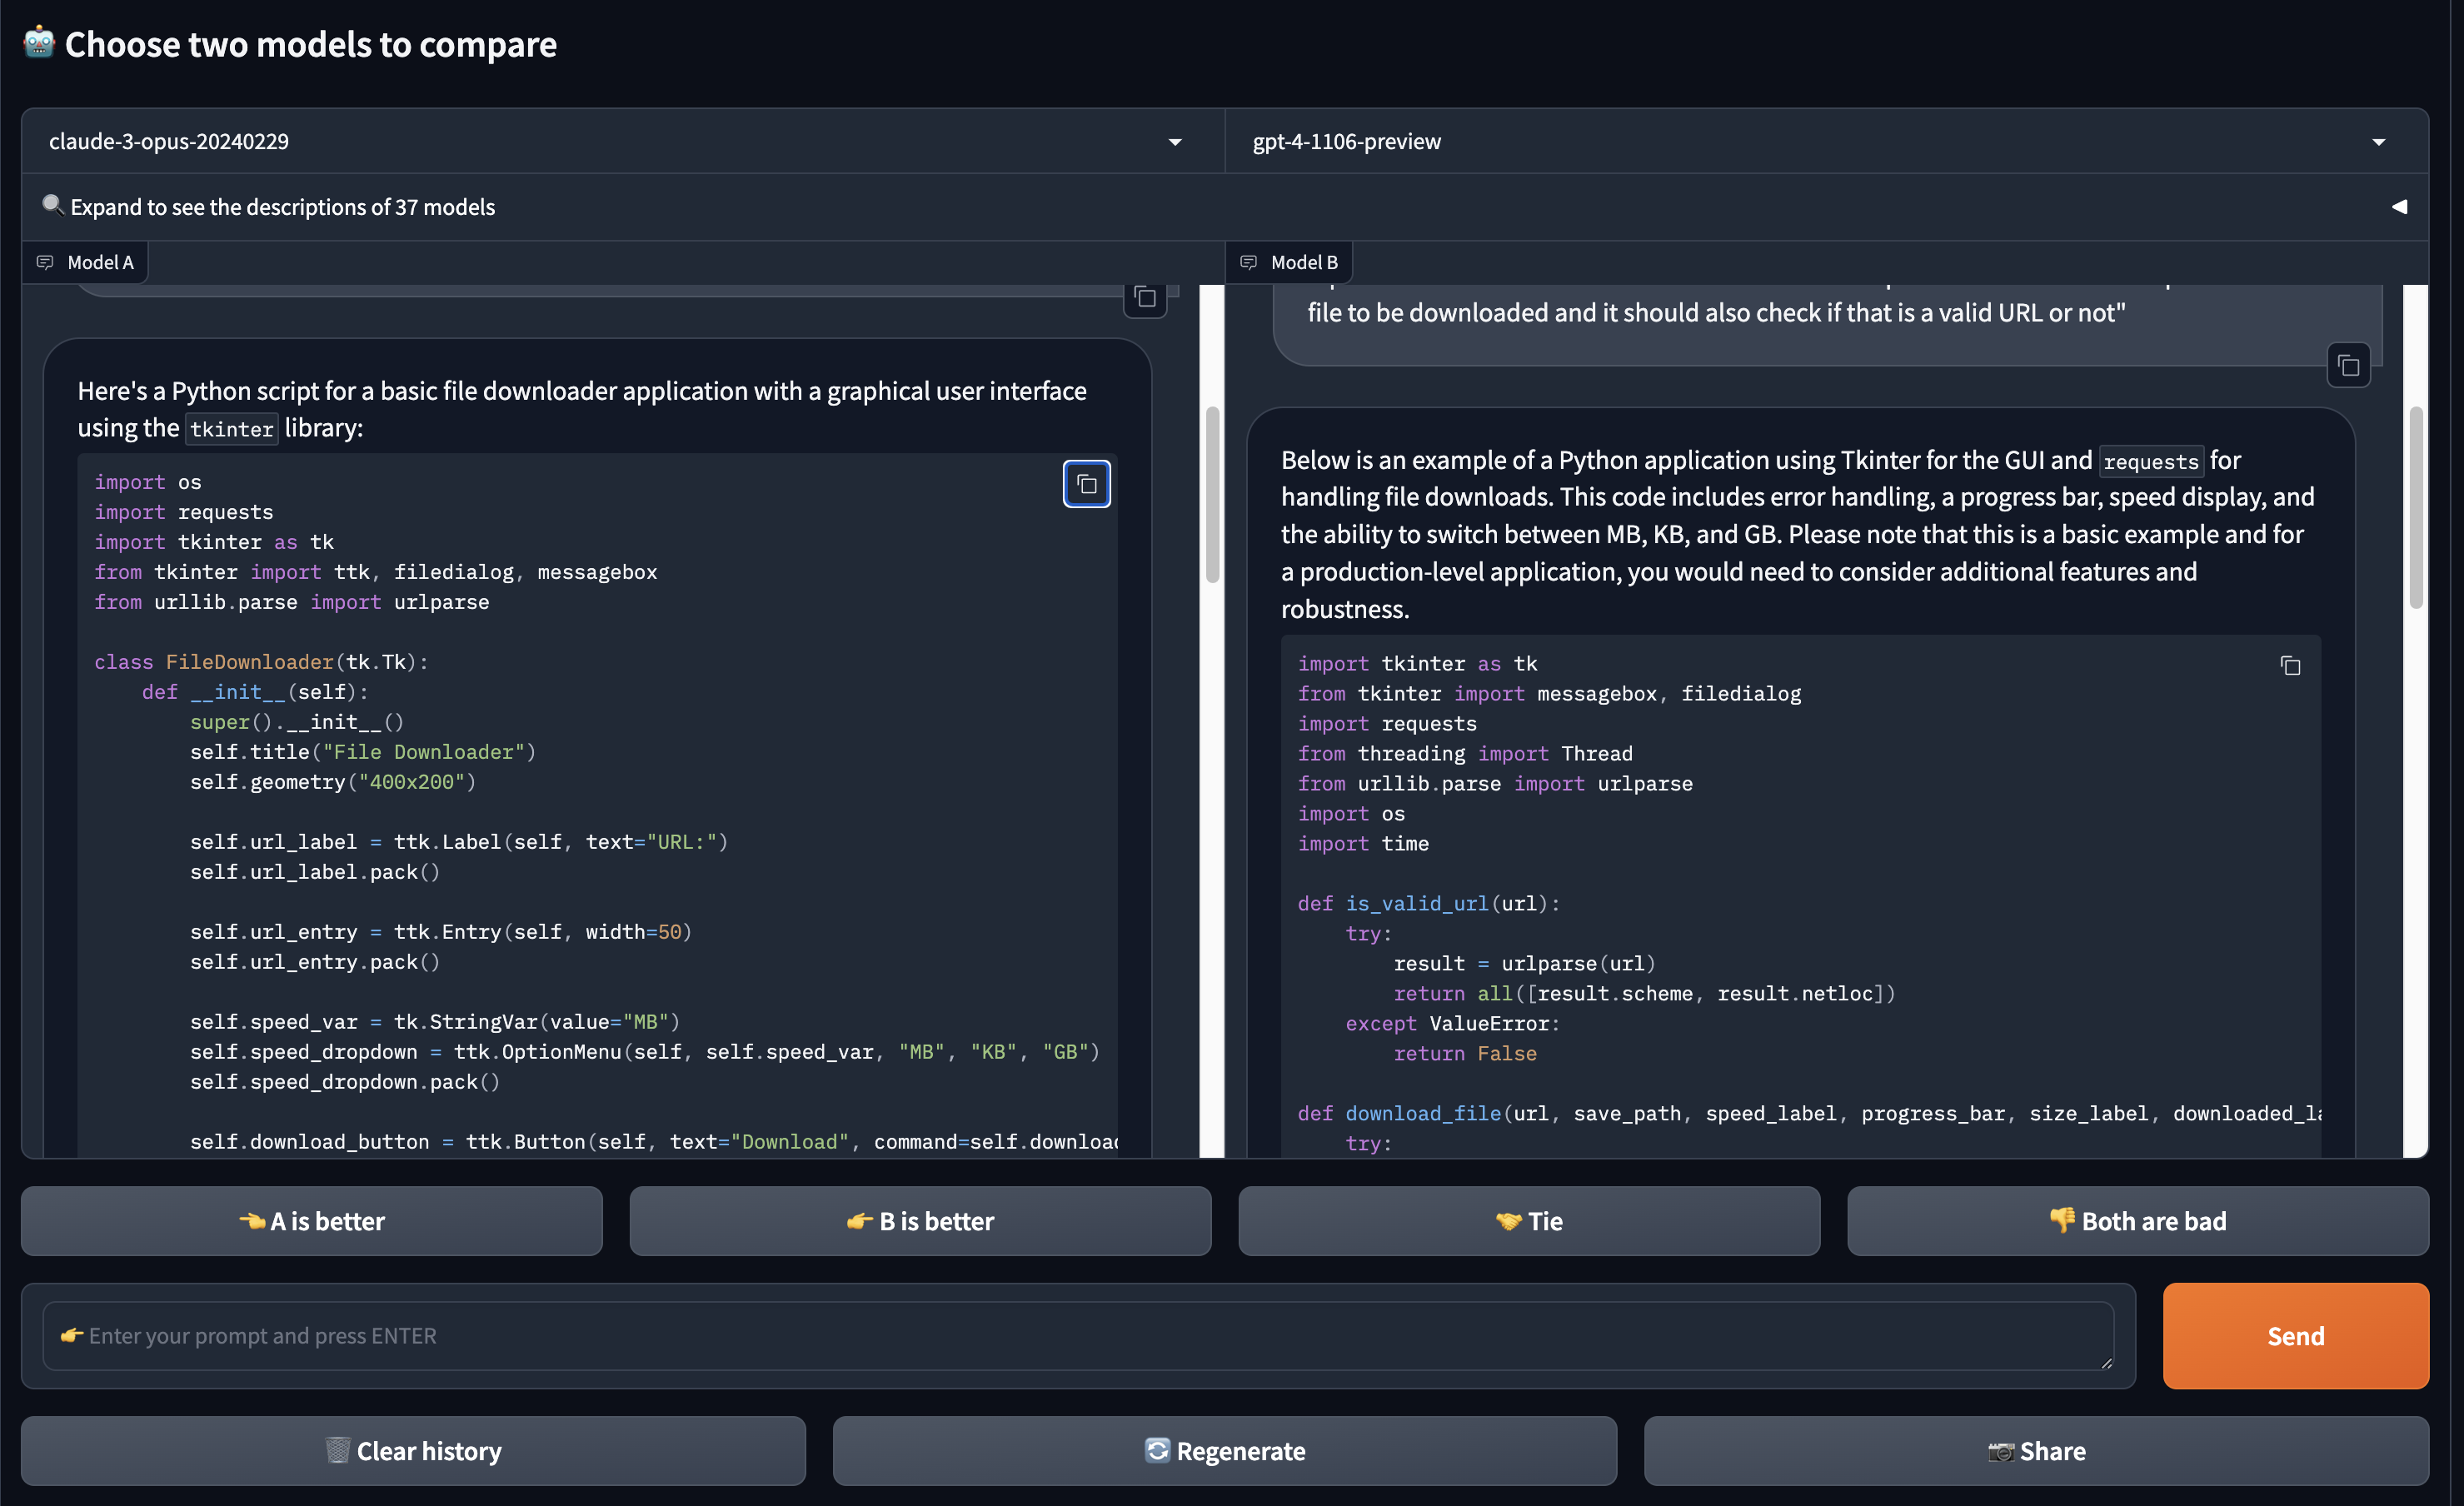 🤖 Choose two models to compare
claude-3-opus-20240229
gpt-4-1106-preview
🔍 Expand to see the descriptions of 37 models
Model A
Here's a Python script for a basic file downloader application with a graphical user interface
using the tkinter library:
import os
import requests
import tkinter as tk
from tkinter import ttk, filedialog, messagebox
from urllib.parse import urlparse
class FileDownloader(tk.Tk):
    def __init__(self):
        super().__init__()
        self.title("File Downloader")
        self.geometry("400x200")
        self.url_label = ttk.Label(self, text="URL:")
        self.url_label.pack()
        self.url_entry = ttk.Entry(self, width=50)
        self.url_entry.pack()
        self.speed_var = tk.StringVar(value="MB")
        self.speed_dropdown = ttk.OptionMenu(self, self.speed_var, "MB", "KB", "GB")
        self.speed_dropdown.pack()
        self.download_button = ttk.Button(self, text="Download", command=self.downloa
Model B
file to be downloaded and it should also check if that is a valid URL or not"
Below is an example of a Python application using Tkinter for the GUI and requests for
handling file downloads. This code includes error handling, a progress bar, speed display, and
the ability to switch between MB, KB, and GB. Please note that this is a basic example and for
a production-level application, you would need to consider additional features and
robustness.
import tkinter as tk
from tkinter import messagebox, filedialog
import requests
from threading import Thread
from urllib.parse import urlparse
import os
import time
def is_valid_url(url):
    try:
        result = urlparse(url)
        return all([result.scheme, result.netloc])
    except ValueError:
        return False
def download_file(url, save_path, speed_label, progress_bar, size_label, downloaded_la
    try:
👈 A is better
👉 B is better
🤝 Tie
👎 Both are bad
👉 Enter your prompt and press ENTER
Send
🗑️ Clear history
🔄 Regenerate
📷 Share